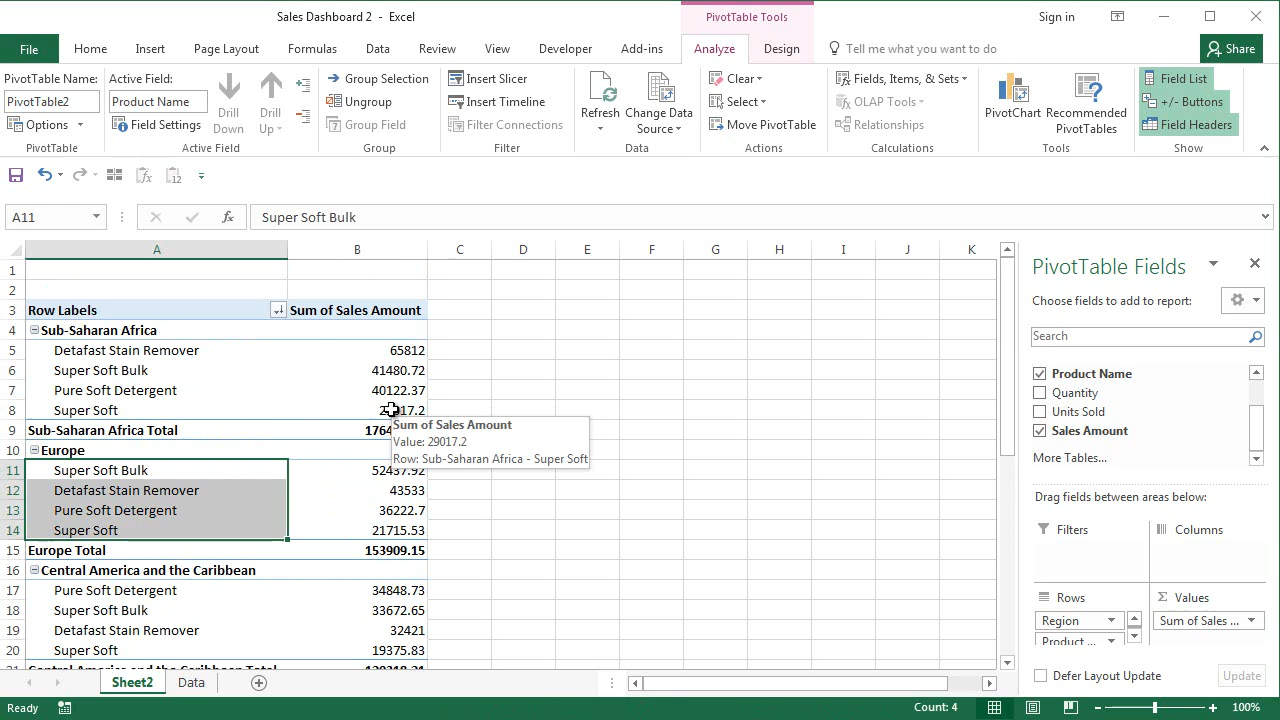 Sales Dashboard 2 - Excel
PivotTable Tools
Sign in
File Home Insert Page Layout Formulas Data Review View Developer Add-ins Analyze Design Tell me what you want to do Share
PivotTable Name:
PivotTable2
Options
PivotTable
Active Field:
Product Name
Field Settings
Drill Down
Drill Up
Active Field
Group Selection
Ungroup
Group Field
Group
Insert Slicer
Insert Timeline
Filter Connections
Filter
Refresh
Change Data Source
Data
Clear
Select
Move PivotTable
Actions
Fields, Items, & Sets
OLAP Tools
Relationships
Calculations
PivotChart
Recommended PivotTables
Tools
Field List
+/- Buttons
Field Headers
Show
A11 fx Super Soft Bulk
A B C D E F G H I J K
1
2
3 Row Labels Sum of Sales Amount
4 Sub-Saharan Africa
5 Detafast Stain Remover 65812
6 Super Soft Bulk 41480.72
7 Pure Soft Detergent 40122.37
8 Super Soft
9 Sub-Saharan Africa Total
10 Europe
11 Super Soft Bulk 52437.92
12 Detafast Stain Remover 43533
13 Pure Soft Detergent 36222.7
14 Super Soft 21715.53
15 Europe Total 153909.15
16 Central America and the Caribbean
17 Pure Soft Detergent 34848.73
18 Super Soft Bulk 33672.65
19 Detafast Stain Remover 32421
20 Super Soft 19375.83
Central America and the Caribbean Total
Sum of Sales Amount
Value: 29017.2
Row: Sub-Saharan Africa - Super Soft
PivotTable Fields
Choose fields to add to report:
Search
Product Name
Quantity
Units Sold
Sales Amount
More Tables...
Drag fields between areas below:
Filters
Columns
Rows
Values
Region
Product ...
Sum of Sales ...
Defer Layout Update
Update
Sheet2 Data
Ready
Count: 4
100%